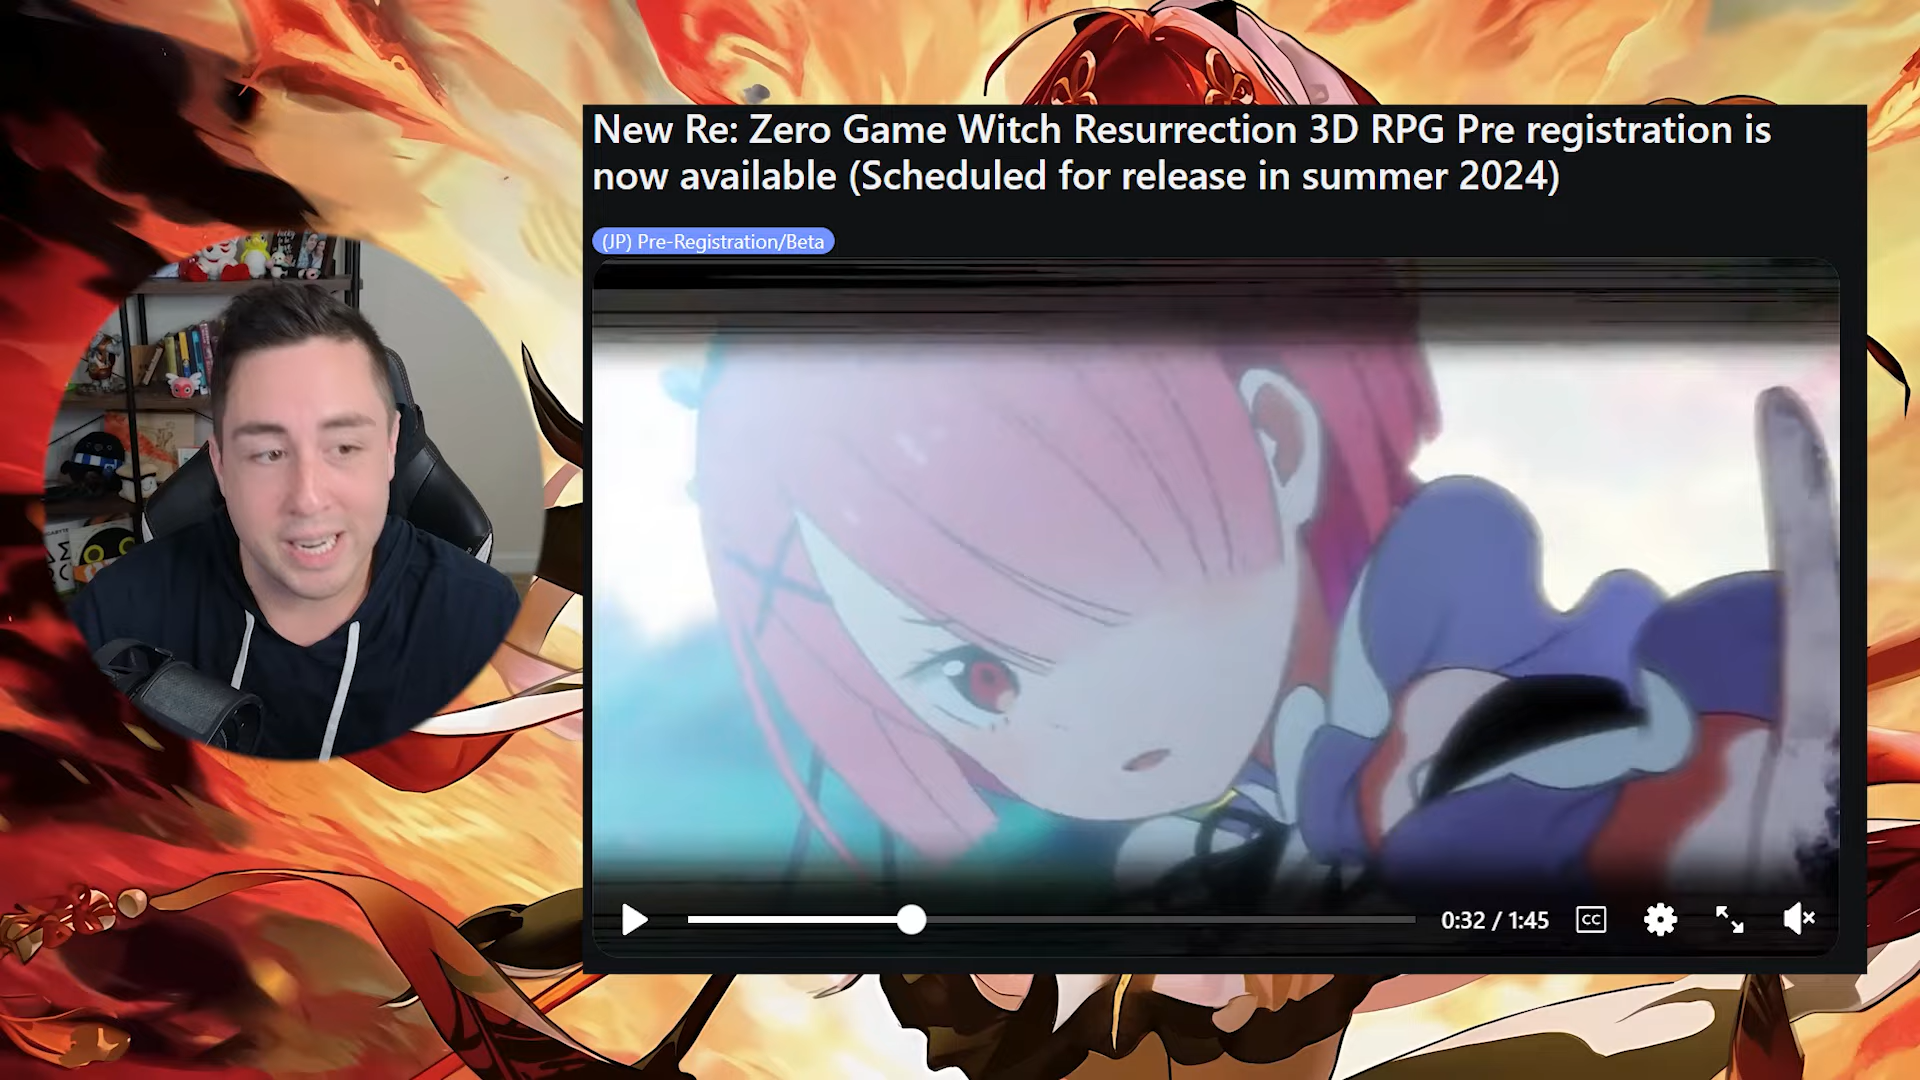 New Re: Zero Game Witch Resurrection 3D RPG Pre registration is
now available (Scheduled for release in summer 2024)
(JP) Pre-Registration/Beta
0:32 / 1:45
CC